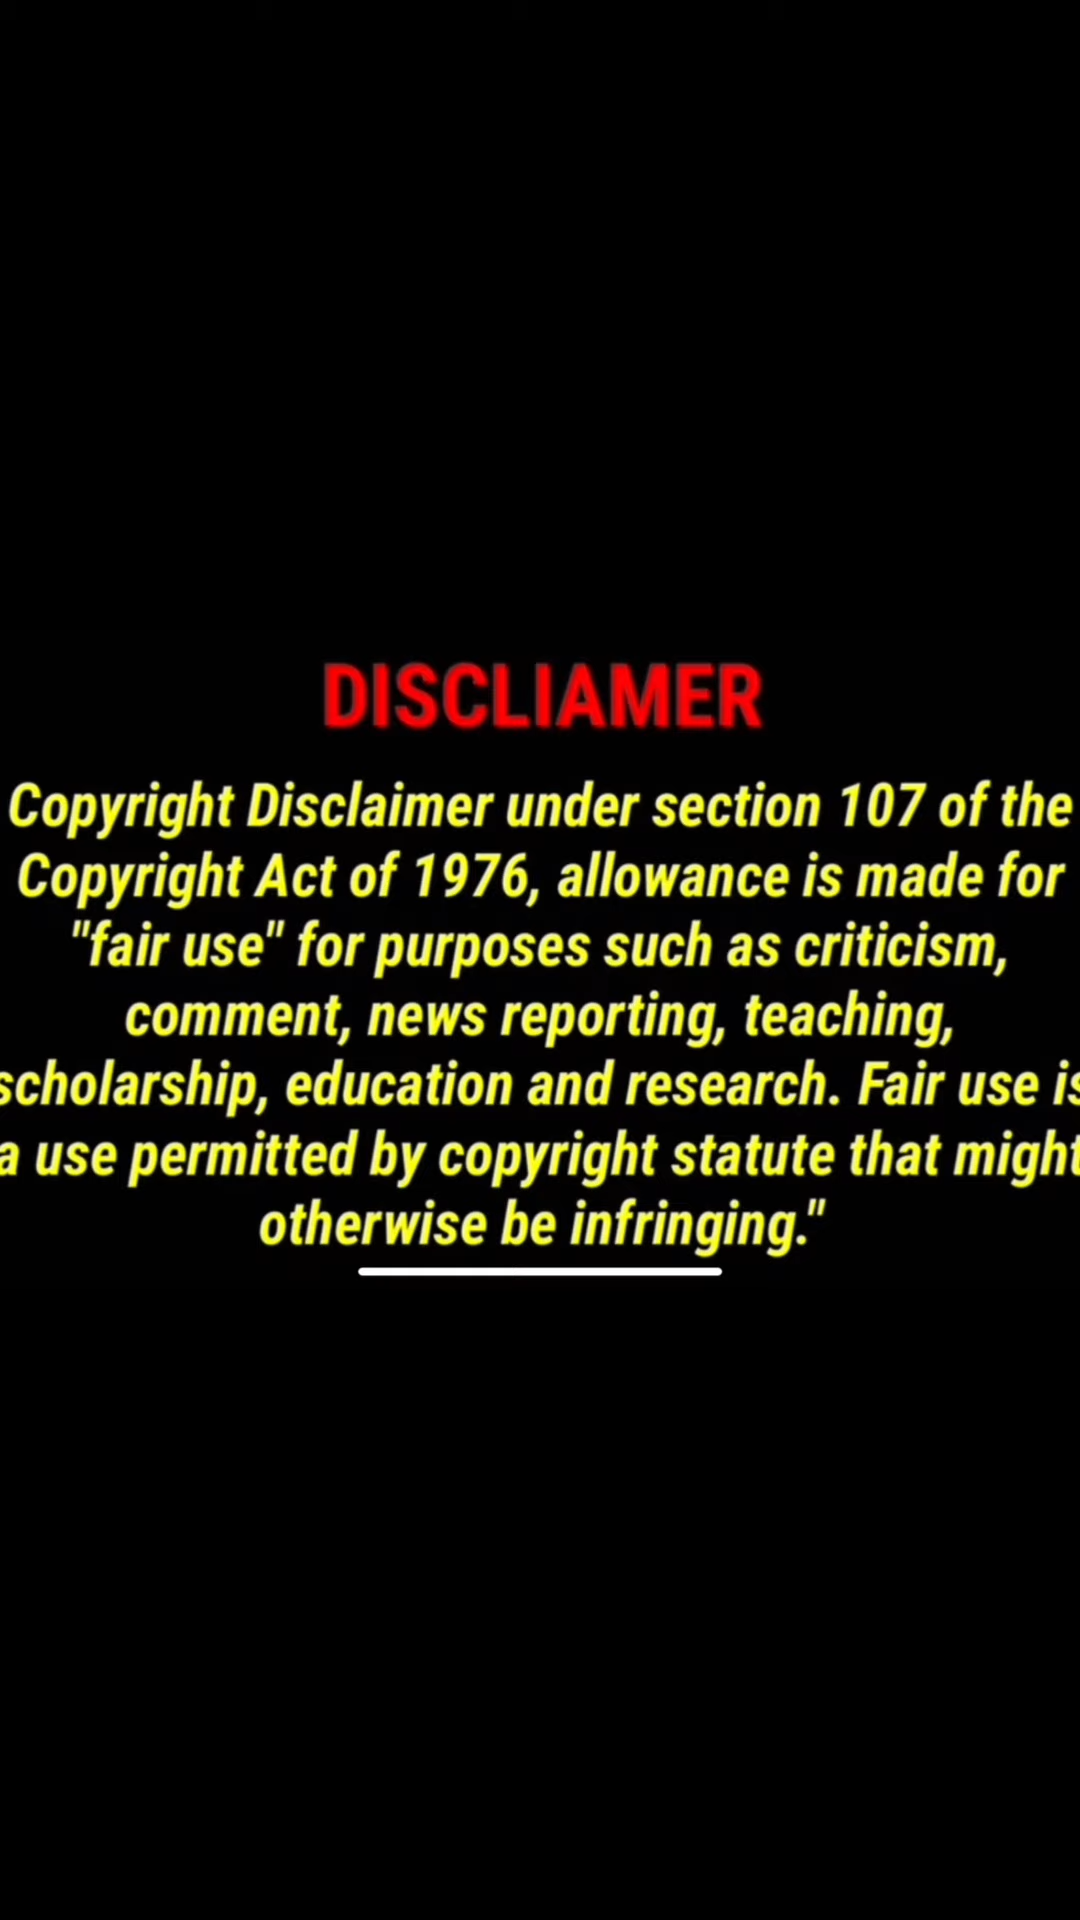 DISCLIAMER
Copyright Disclaimer under section 107 of the
Copyright Act of 1976, allowance is made for
"fair use" for purposes such as criticism,
comment, news reporting, teaching,
scholarship, education and research. Fair use is
a use permitted by copyright statute that might
otherwise be infringing."